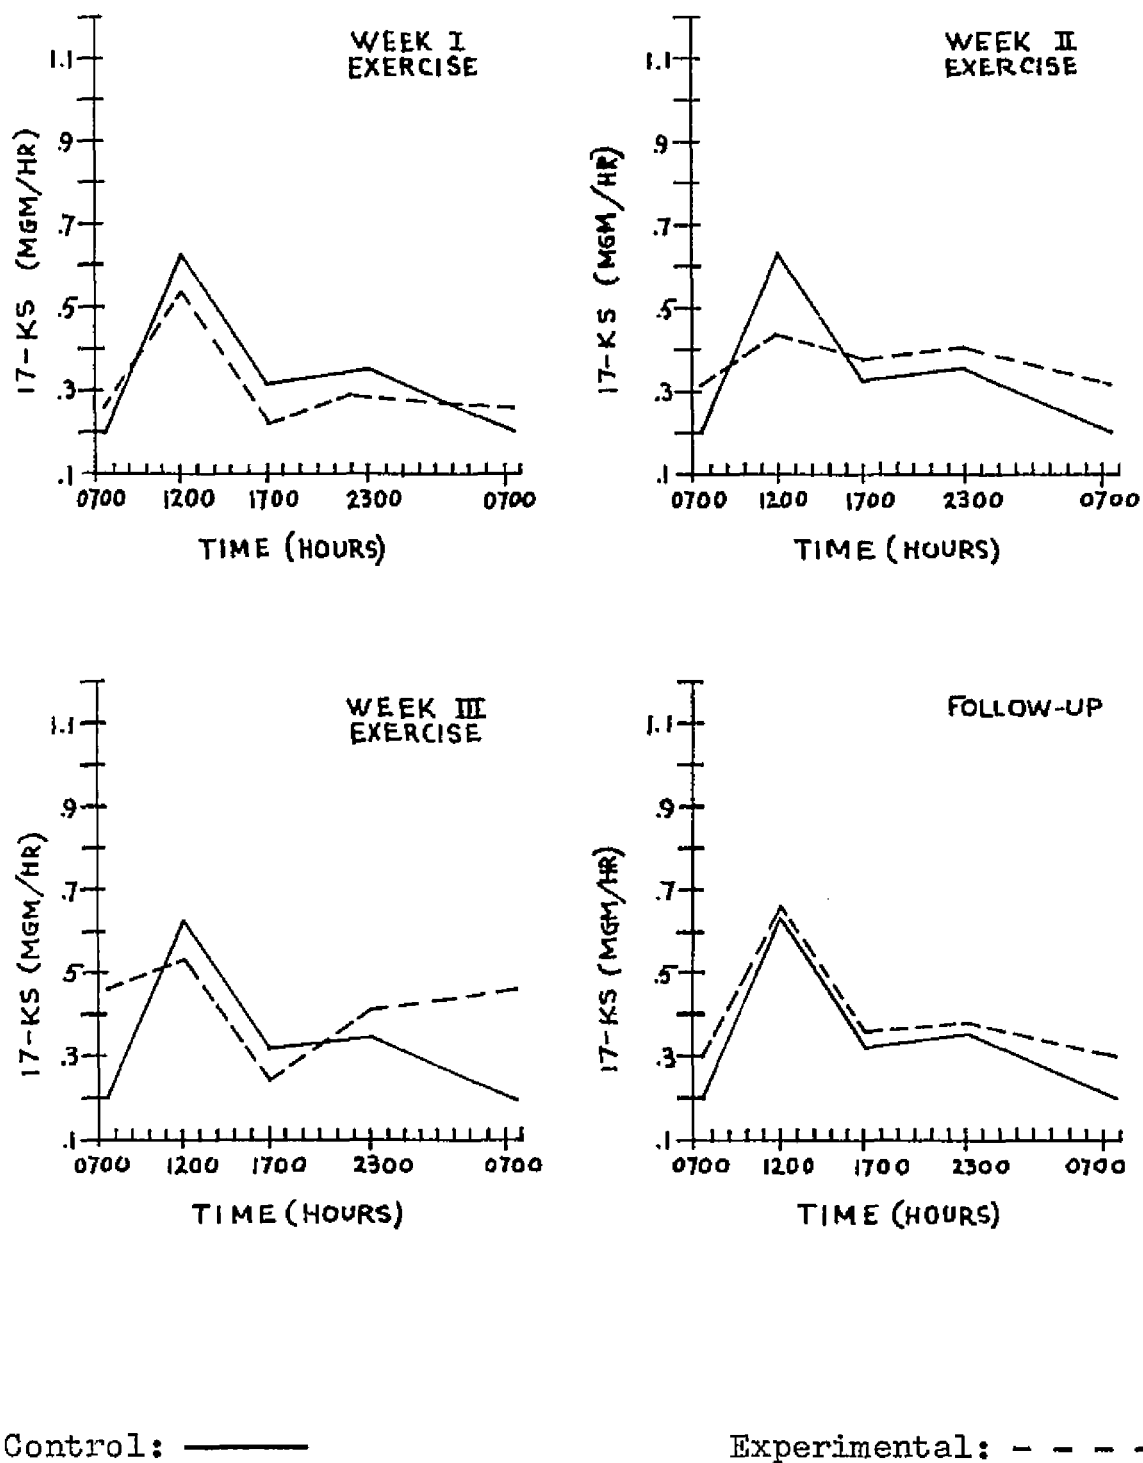 WEEK I
EXERCISE
1.1
.9
.7
.5
.3
.1
17-KS (MGM/HR)
0700 1200 1700 2300 0700
TIME (HOURS)
WEEK II
EXERCISE
1.1
.9
.7
.5
.3
.1
17-KS (MGM/HR)
0700 1200 1700 2300 0700
TIME (HOURS)
WEEK III
EXERCISE
1.1
.9
.7
.5
.3
.1
17-KS (MGM/HR)
0700 1200 1700 2300 0700
TIME (HOURS)
FOLLOW-UP
1.1
.9
.7
.5
.3
.1
17-KS (MGM/HR)
0700 1200 1700 2300 0700
TIME (HOURS)
Control: Experimental: